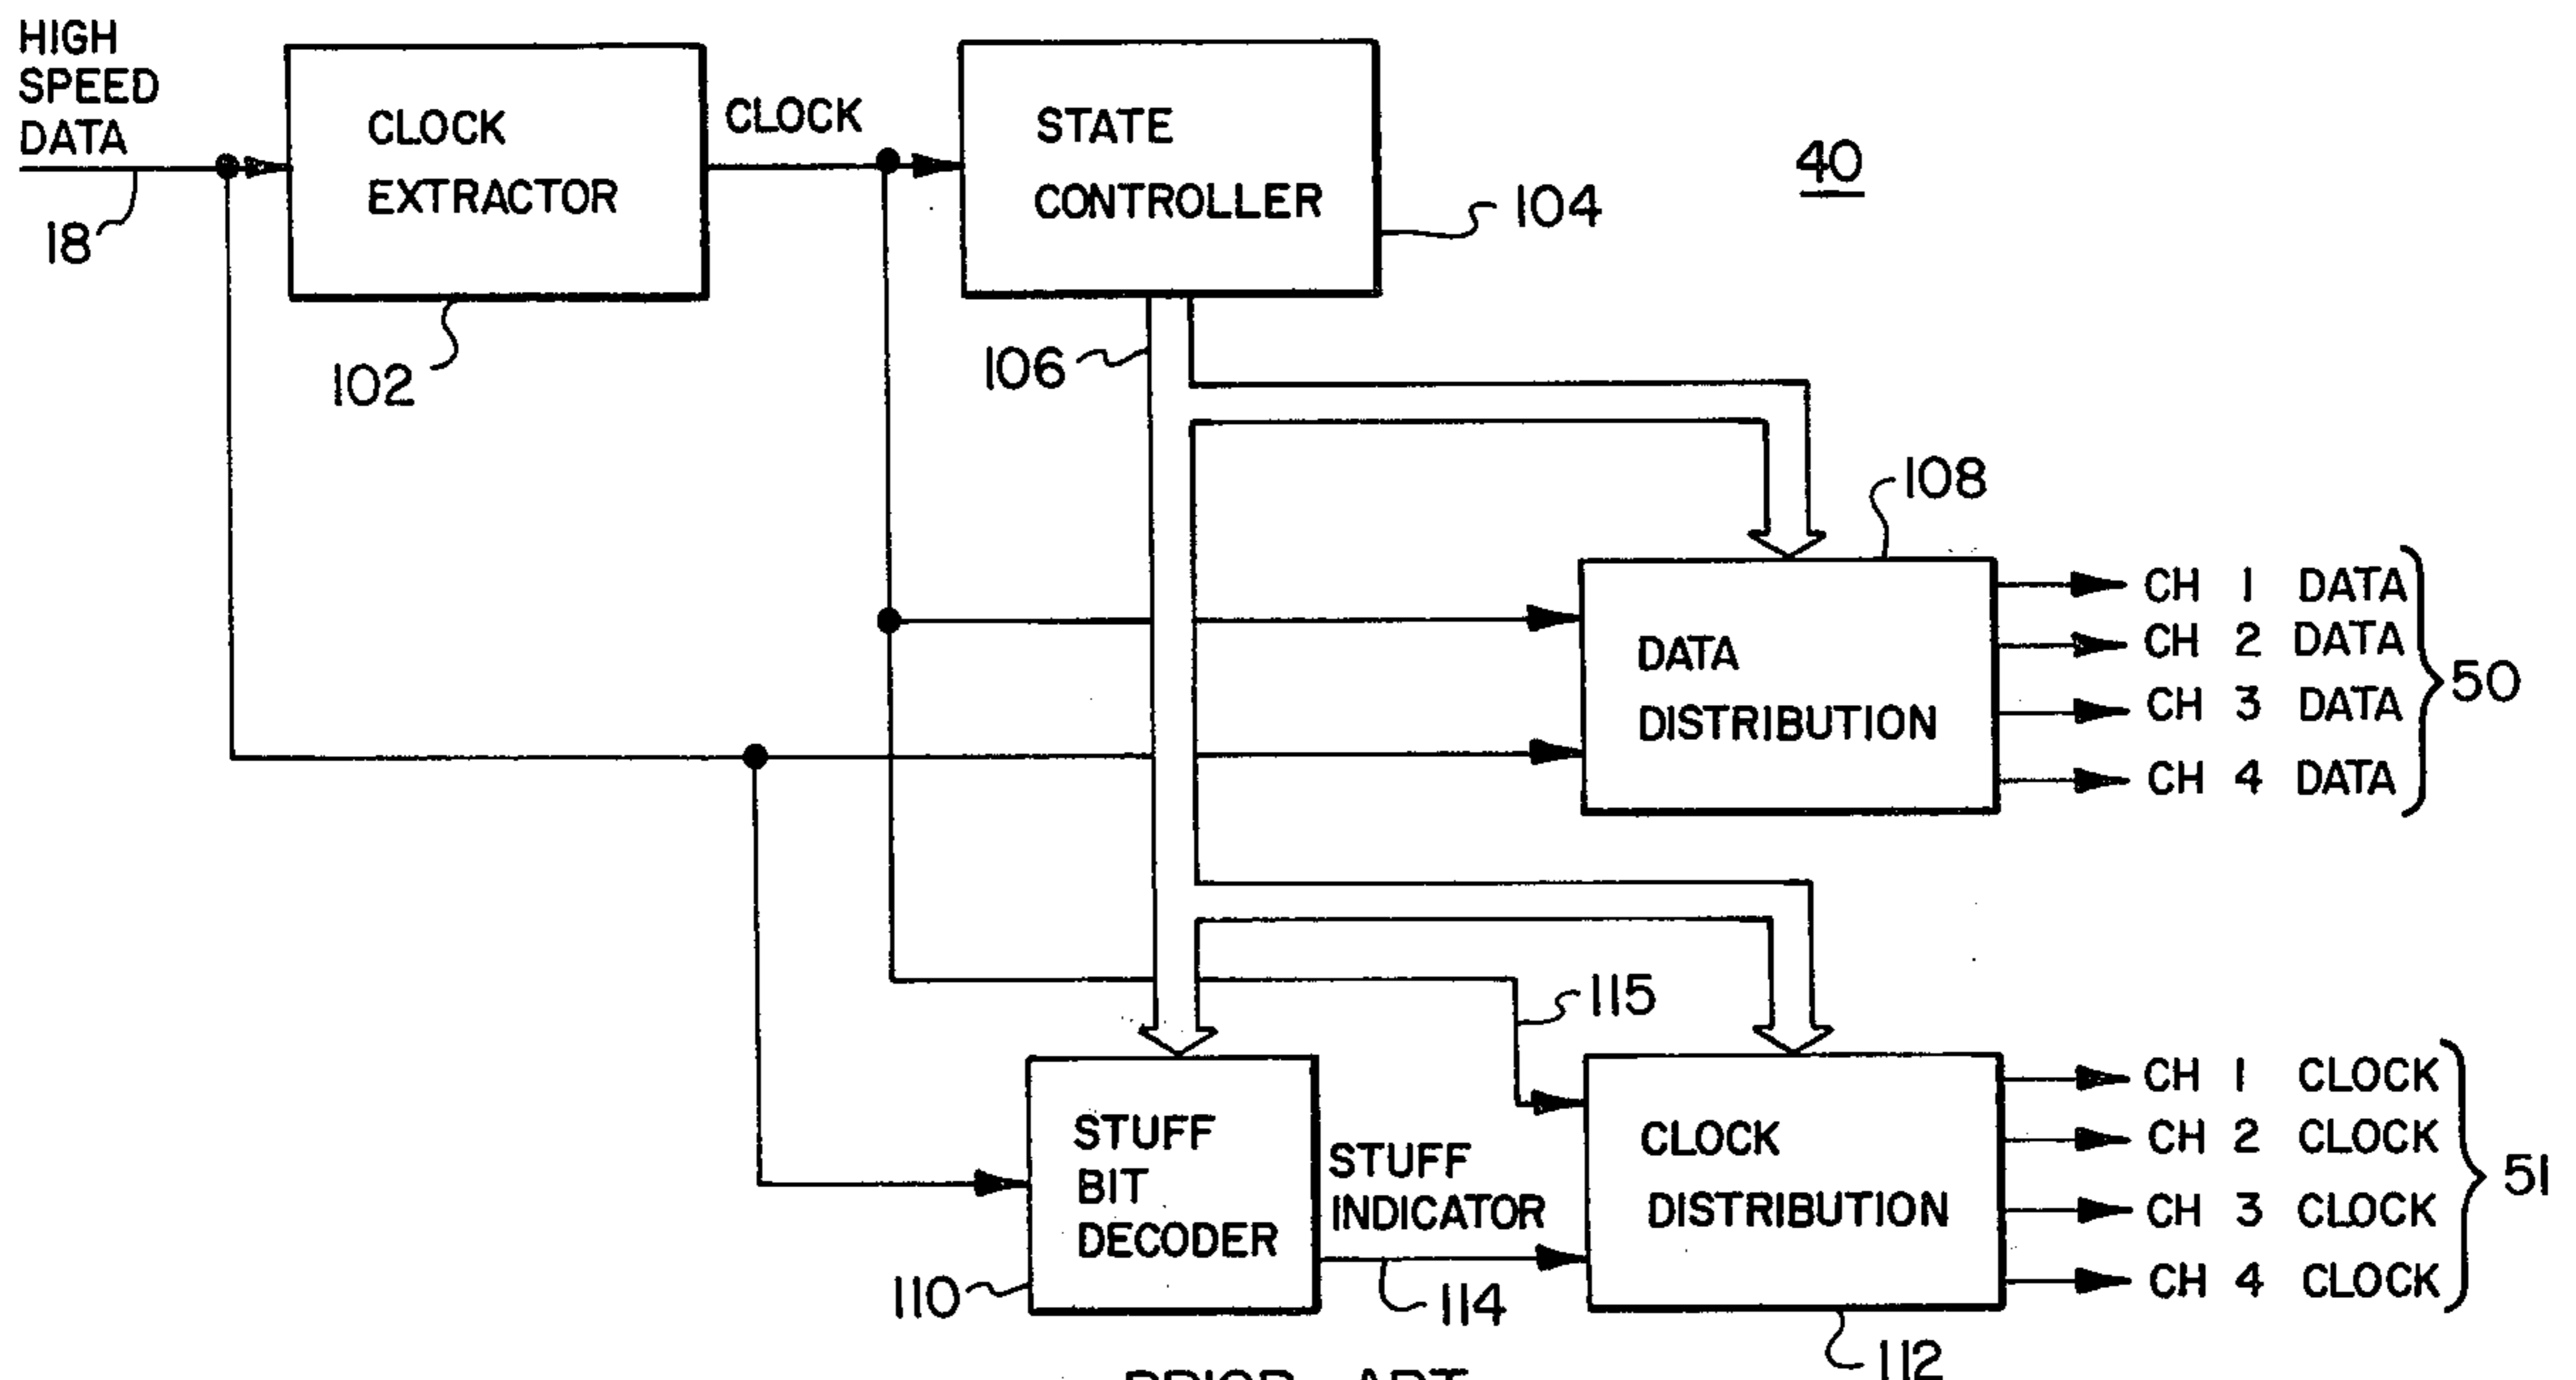 HIGH
SPEED
DATA
18
CLOCK
EXTRACTOR
102
CLOCK
STATE
CONTROLLER
104
40
106
108
DATA
DISTRIBUTION
CH 1 DATA
CH 2 DATA
CH 3 DATA
CH 4 DATA
50
115
STUFF
BIT
DECODER
110
STUFF
INDICATOR
114
CLOCK
DISTRIBUTION
112
CH 1 CLOCK
CH 2 CLOCK
CH 3 CLOCK
CH 4 CLOCK
51
PRIOR ART